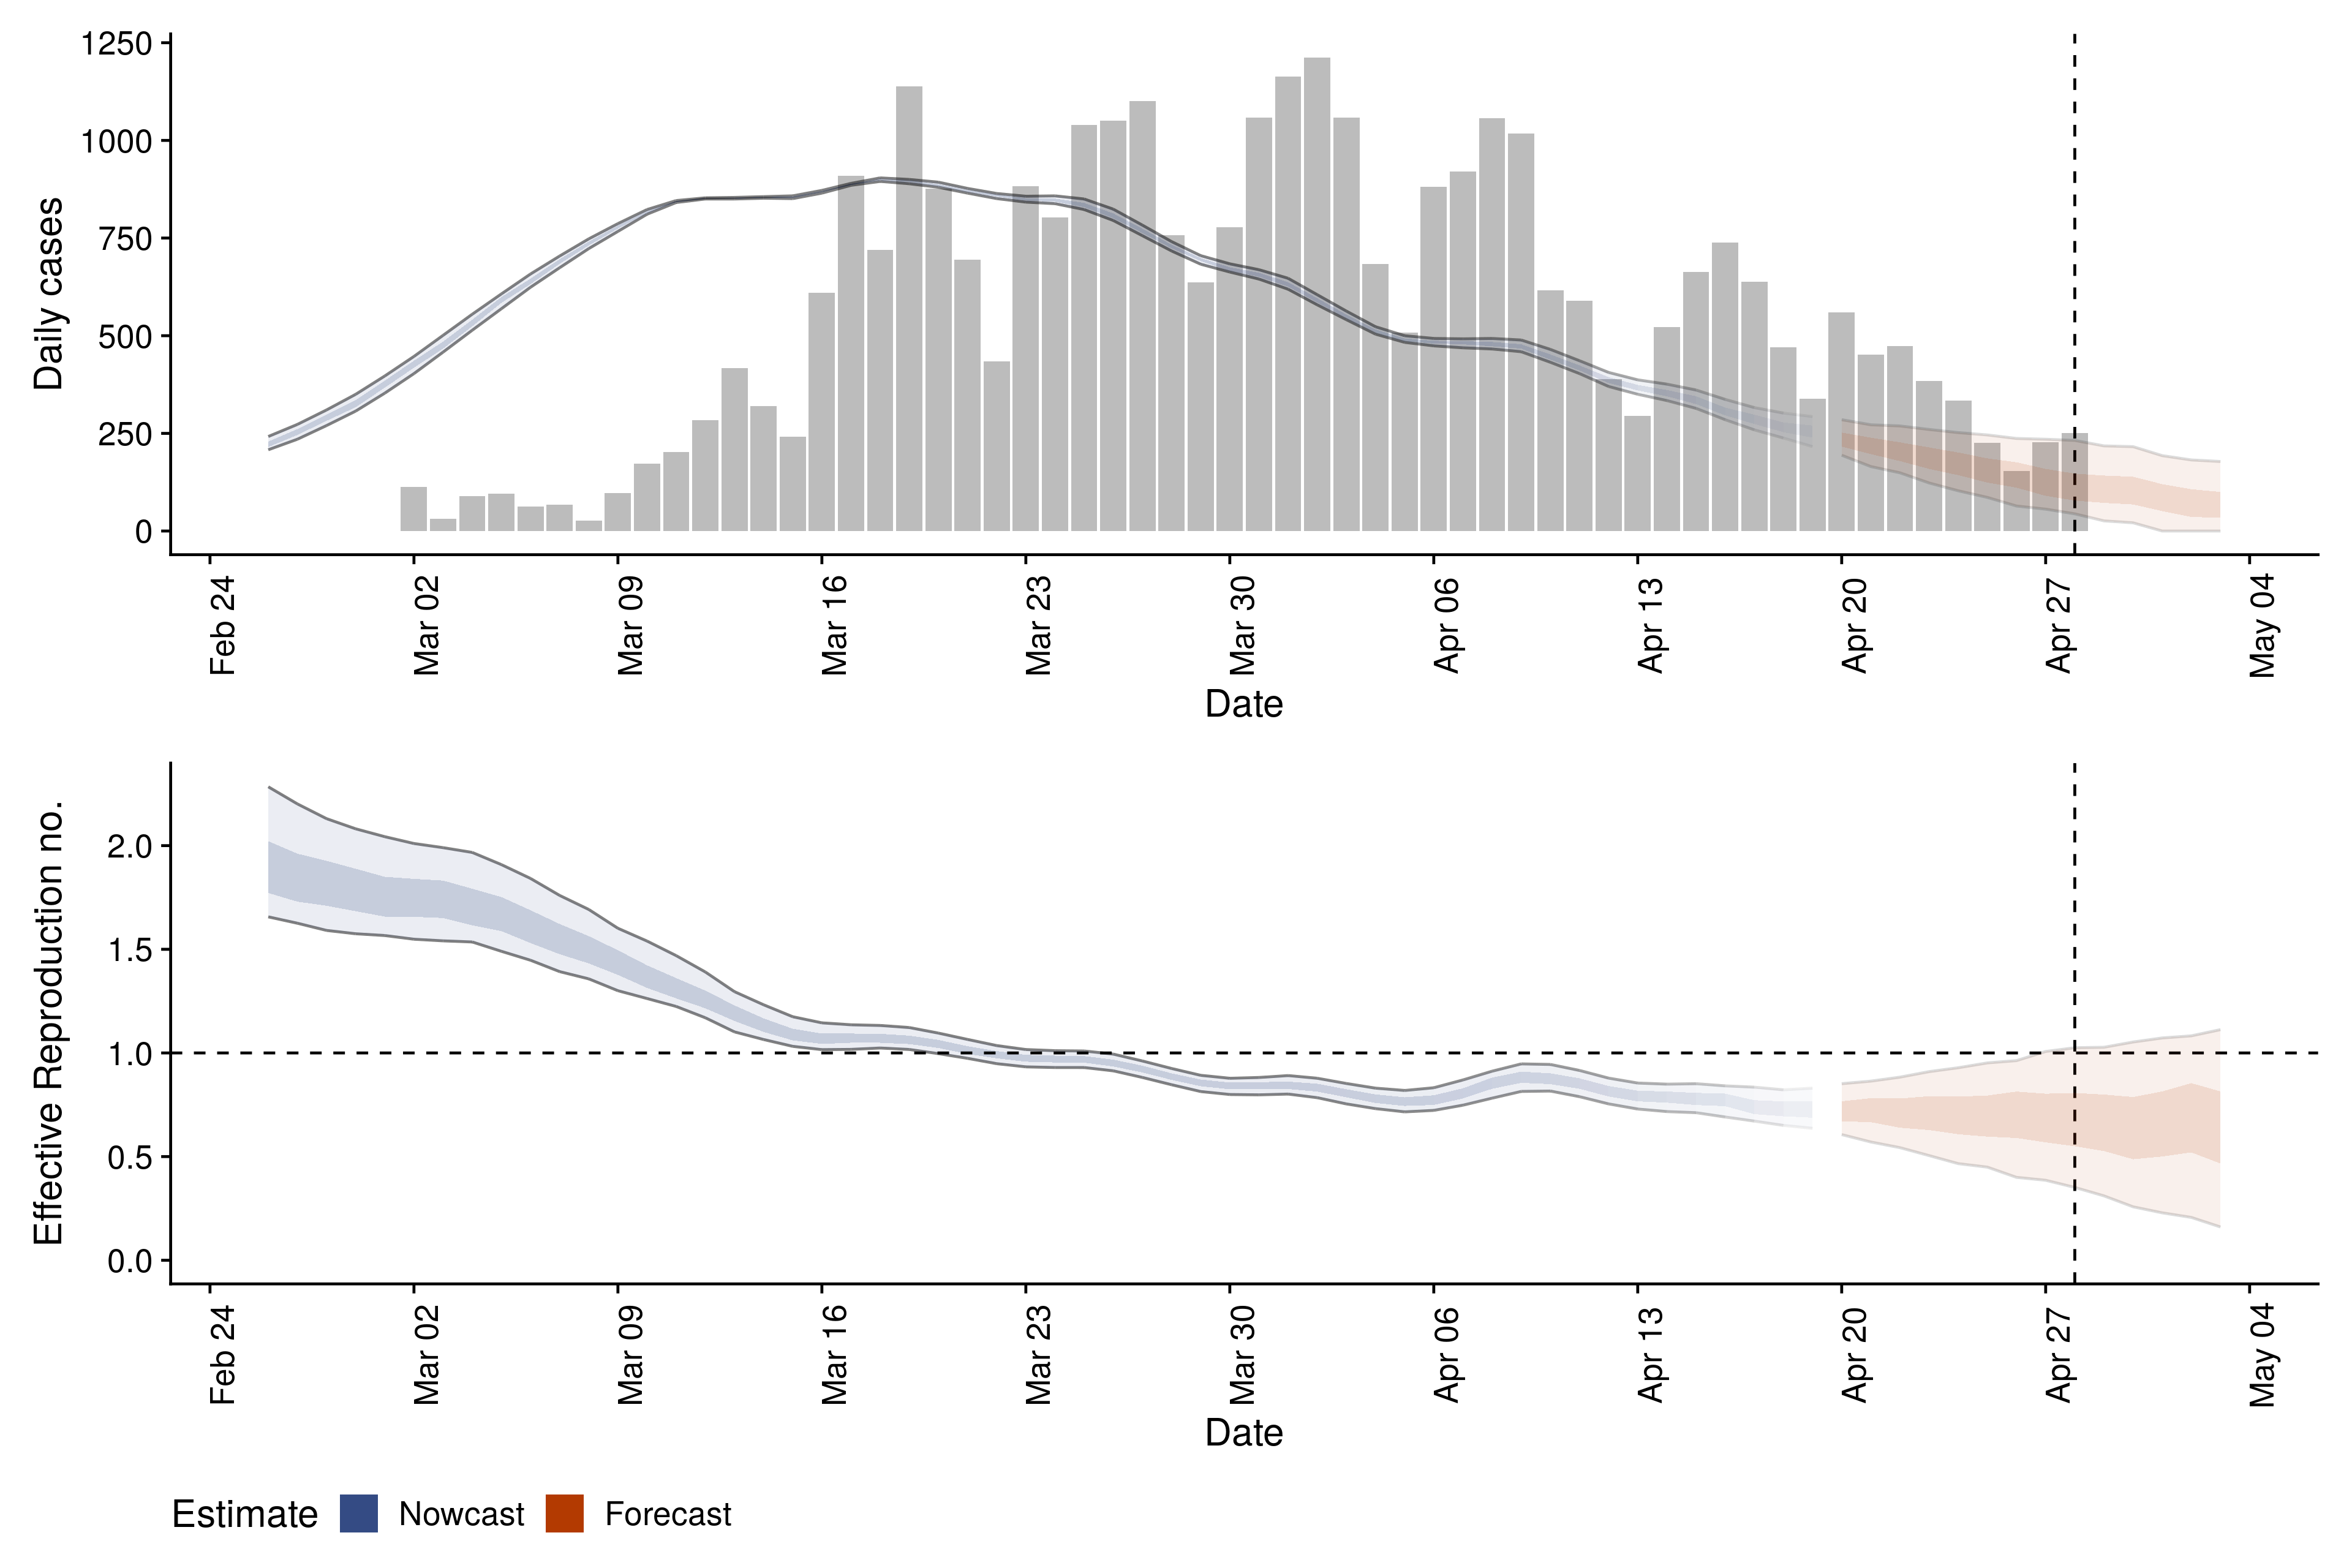 Daily cases
1250
1000
750
500
250
0
Feb 24
Mar 02
Mar 09
Mar 16
Mar 23
Mar 30
Apr 06
Apr 13
Apr 20
Apr 27
May 04
Date
Effective Reproduction no.
2.0
1.5
1.0
0.5
0.0
Feb 24
Mar 02
Mar 09
Mar 16
Mar 23
Mar 30
Apr 06
Apr 13
Apr 20
Apr 27
May 04
Date
Estimate Nowcast Forecast